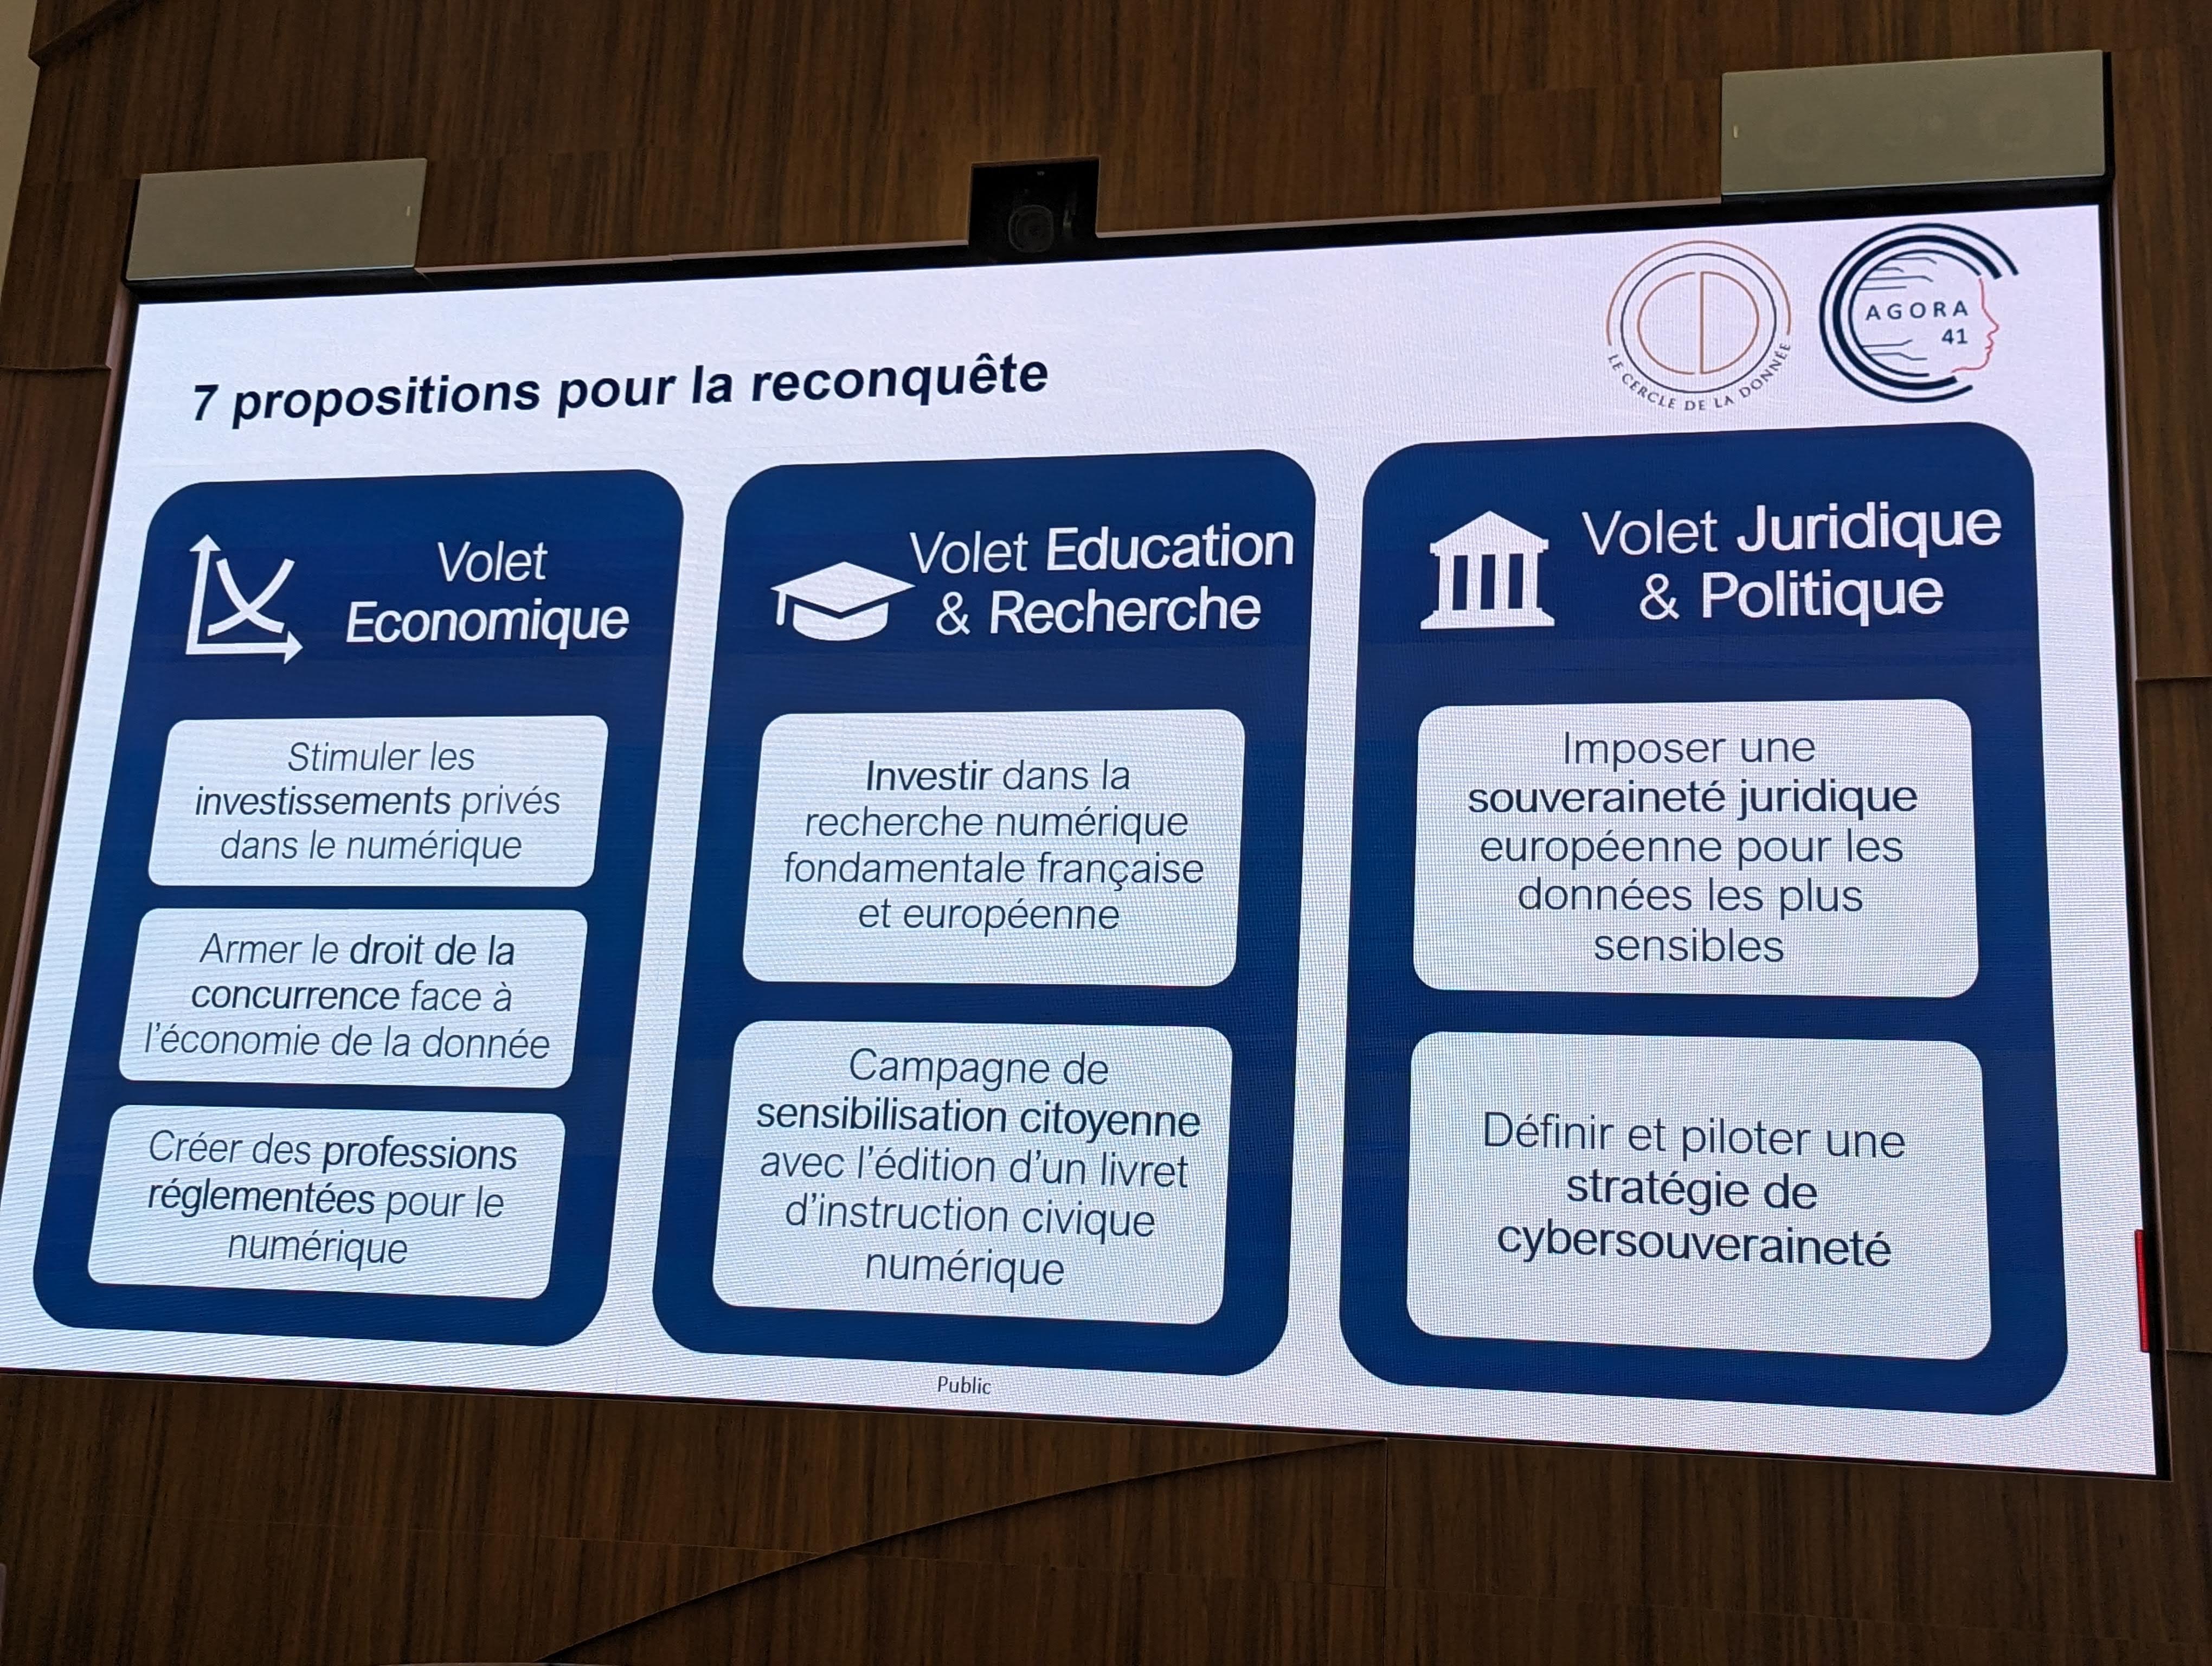 7 propositions pour la reconquête
LE CERCLE DE LA DONNÉE
AGORA
41
Volet
Economique
Stimuler les
investissements privés
dans le numérique
Armer le droit de la
concurrence face à
l'économie de la donnée
Créer des professions
réglementées pour le
numérique
Volet Education
& Recherche
Investir dans la
recherche numérique
fondamentale française
et européenne
Campagne de
sensibilisation citoyenne
avec l'édition d'un livret
d'instruction civique
numérique
Volet Juridique
& Politique
Imposer une
souveraineté juridique
européenne pour les
données les plus
sensibles
Définir et piloter une
stratégie de
cybersouveraineté
Public